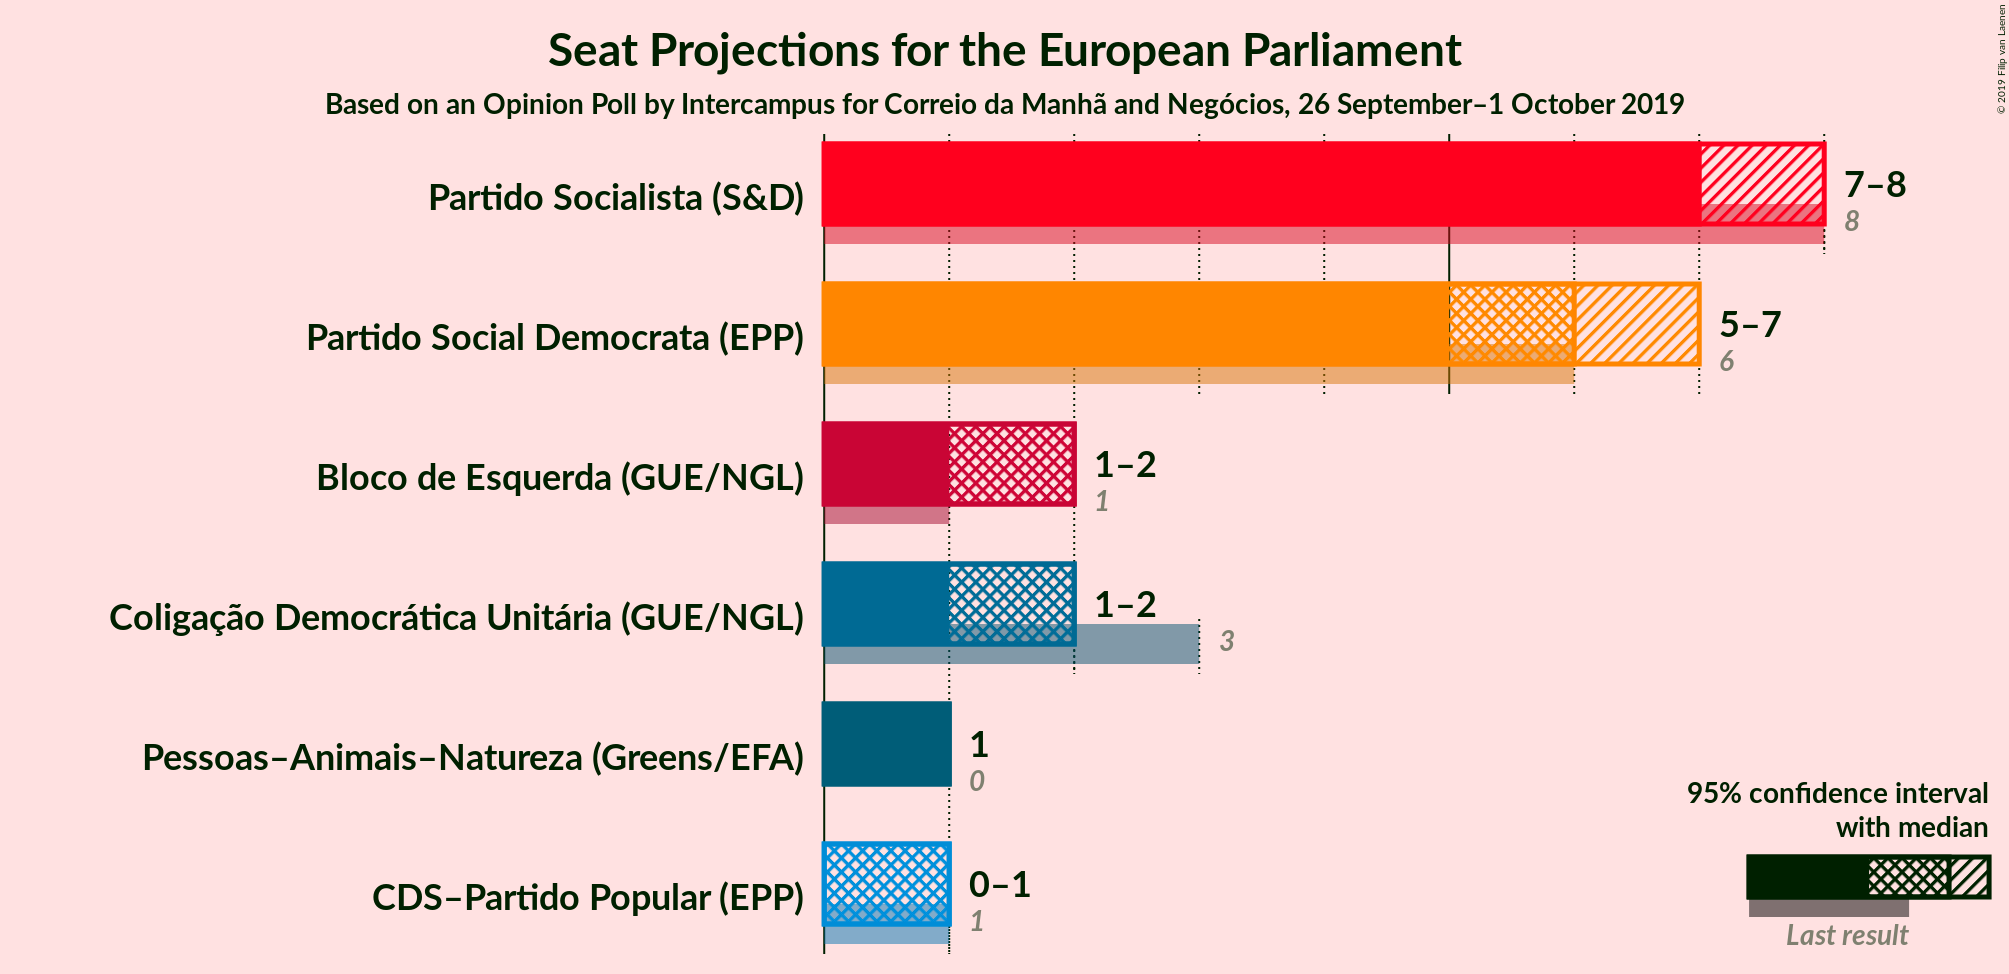 Seat Projections for the European Parliament
Based on an Opinion Poll by Intercampus for Correio da Manhã and Negócios, 26 September–1 October 2019
© 2019 Filip van Laenen
Partido Socialista (S&D)
7–8
8
Partido Social Democrata (EPP)
5–7
6
Bloco de Esquerda (GUE/NGL)
1–2
1
Coligação Democrática Unitária (GUE/NGL)
1–2
3
Pessoas–Animais–Natureza (Greens/EFA)
1
0
CDS–Partido Popular (EPP)
0–1
1
95% confidence interval
with median
Last result